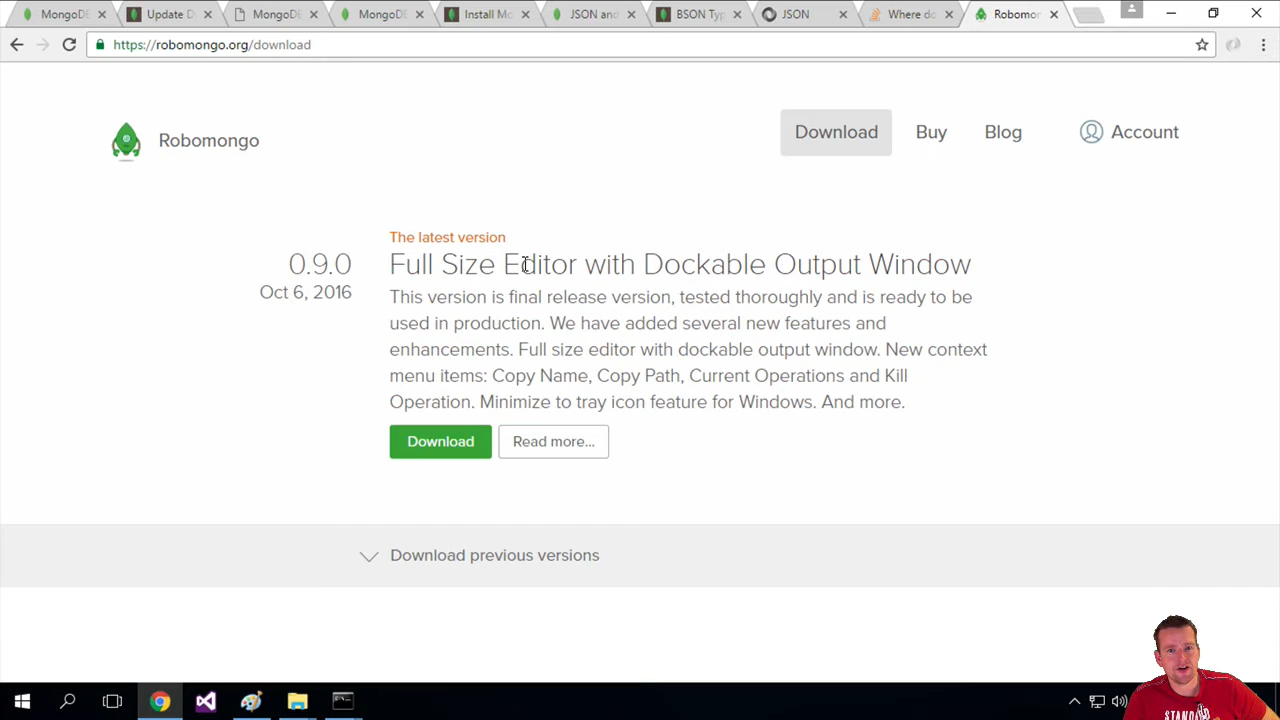 MongoDE
Update D
MongoDE
MongoDE
Install Mo
JSON and
BSON Typ
JSON
Where do
Robomon
https://robomongo.org/download
Robomongo
Download
Buy
Blog
Account
The latest version
0.9.0
Full Size Editor with Dockable Output Window
Oct 6, 2016
This version is final release version, tested thoroughly and is ready to be
used in production. We have added several new features and
enhancements. Full size editor with dockable output window. New context
menu items: Copy Name, Copy Path, Current Operations and Kill
Operation. Minimize to tray icon feature for Windows. And more.
Download
Read more...
Download previous versions
STANDARD